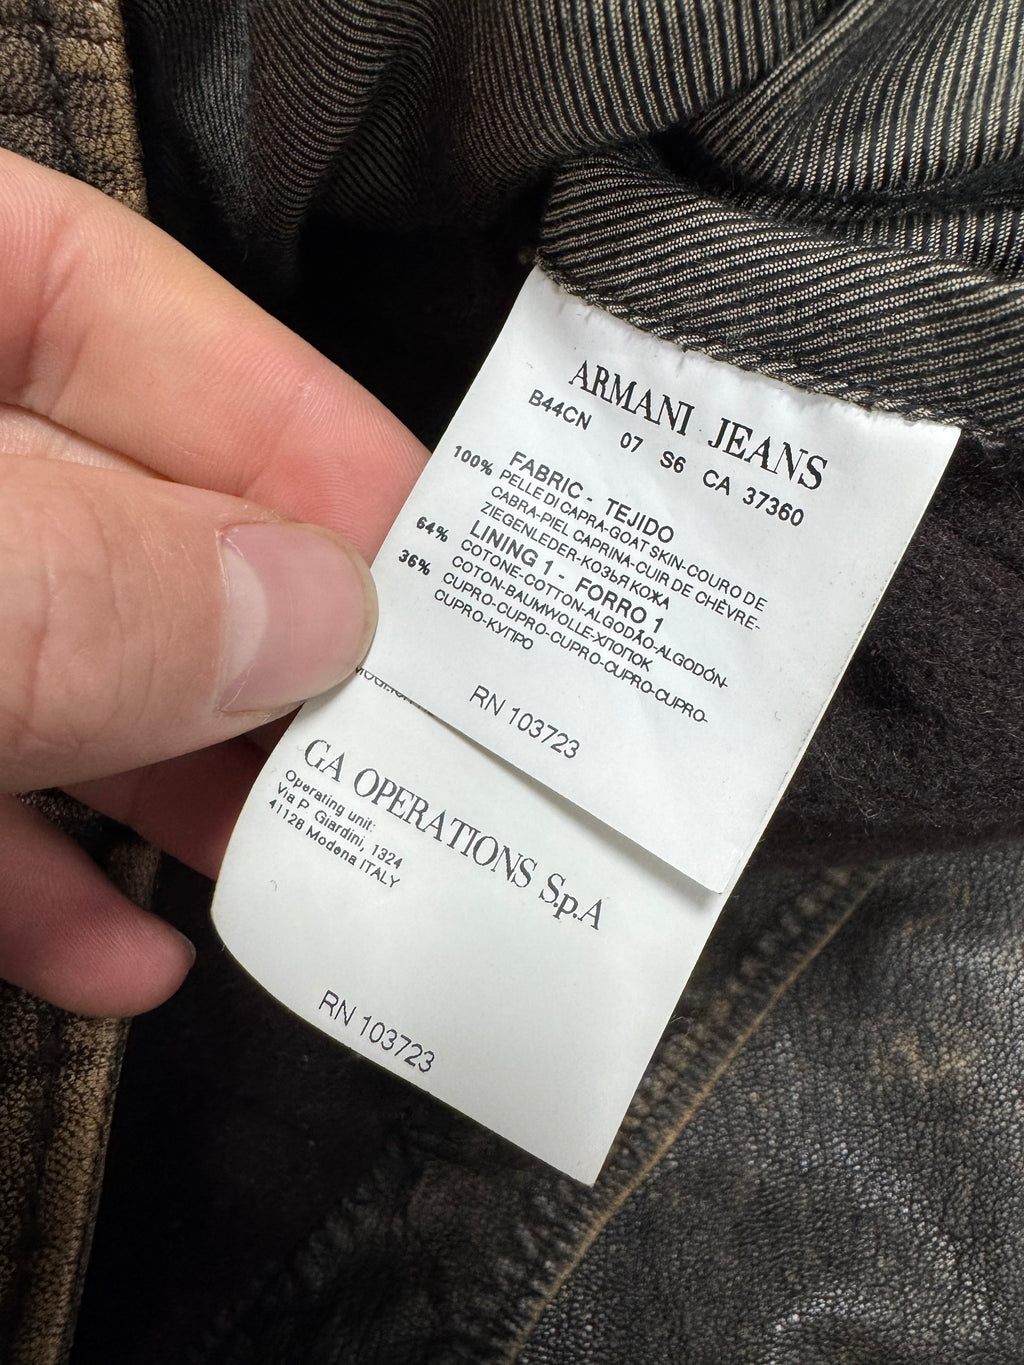 ARMANI JEANS
B44CN 07 S6 CA 37360
FABRIC - TEJIDO
100% PELLE DI CAPRA-GOAT SKIN-COURO DE
CABRA-PIEL CAPRINA-CUIR DE CHÈVRE-
ZIEGENLEDER-КОЗЬЯ КОЖА
LINING 1 - FORRO 1
64% COTONE-COTTON-ALGODÃO-ALGODÓN-
COTON-BAUMWOLLE-ХЛОПОК
36% CUPRO-CUPRO-CUPRO-CUPRO-CUPRO-
CUPRO-КУПРО
RN 103723
GA OPERATIONS S.p.A
Operating unit:
Via P. Giardini, 1324
41126 Modena ITALY
RN 103723